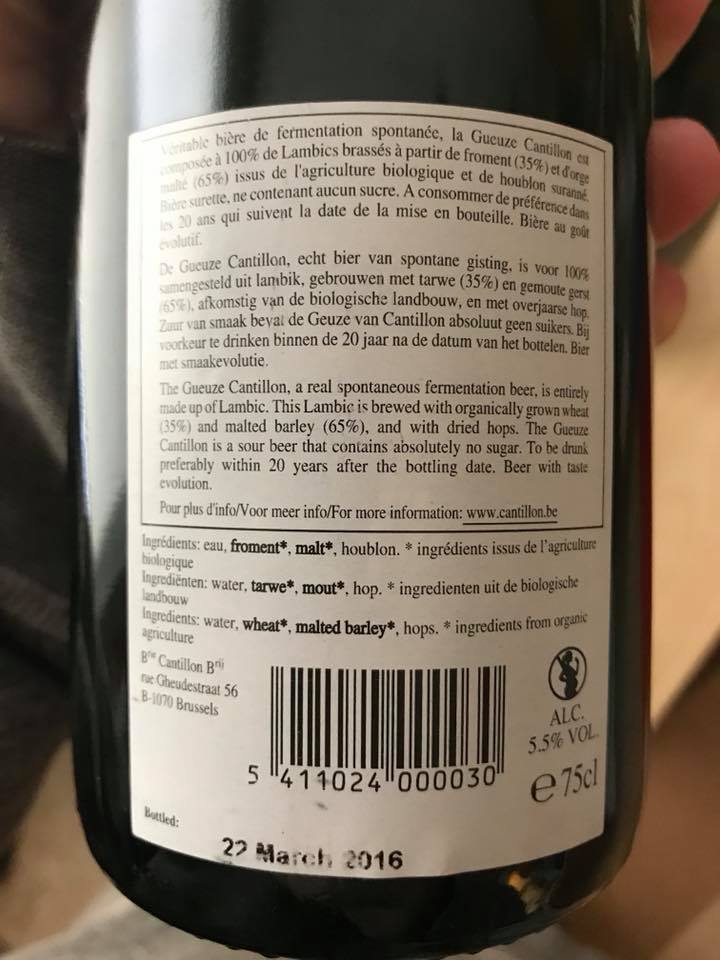 Véritable bière de fermentation spontanée, la Gueuze Cantillon est
composée à 100% de Lambics brassés à partir de froment (35%) et d'orge
malté (65%) issus de l'agriculture biologique et de houblon suranné.
Bière surette, ne contenant aucun sucre. A consommer de préférence dans
les 20 ans qui suivent la date de la mise en bouteille. Bière au goût
évolutif.
De Gueuze Cantillon, echt bier van spontane gisting, is voor 100%
samengesteld uit lambik, gebrouwen met tarwe (35%) en gemoute gerst
(65%), afkomstig van de biologische landbouw, en met overjaarse hop.
Zuur van smaak bevat de Geuze van Cantillon absoluut geen suikers. Bij
voorkeur te drinken binnen de 20 jaar na de datum van het bottelen. Bier
met smaakevolutie.
The Gueuze Cantillon, a real spontaneous fermentation beer, is entirely
made up of Lambic. This Lambic is brewed with organically grown wheat
(35%) and malted barley (65%), and with dried hops. The Gueuze
Cantillon is a sour beer that contains absolutely no sugar. To be drunk
preferably within 20 years after the bottling date. Beer with taste
evolution.
Pour plus d'info/Voor meer info/For more information: www.cantillon.be
Ingrédients: eau, froment*, malt*, houblon. * ingrédients issus de l'agriculture
biologique
Ingrediënten: water, tarwe*, mout*, hop. * ingredienten uit de biologische
landbouw
Ingredients: water, wheat*, malted barley*, hops. * ingredients from organic
agriculture
Brie Cantillon Brij
rue Gheudestraat 56
B-1070 Brussels
ALC.
5.5% VOL.
5 411024 000030
e 75cl
Bottled:
22 March 2016